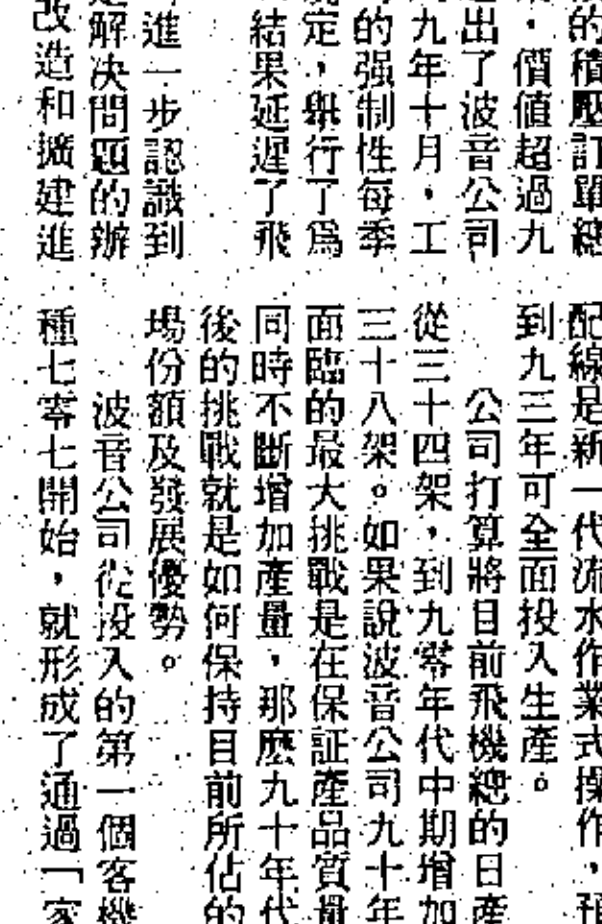 的積壓訂單總
，價值超過九
出了波音公司
九年十月，工
的强制性每季
定，舉行了爲
結果延遲了飛
進一步認識到
解决問題的辦
改造和擴建進
配線是新一代流水作業式操作，預
到九三年可全面投入生產。
公司打算將目前飛機總的日產
從三十四架，到九零年代中期增加
三十八架。如果說波音公司九十年
面臨的最大挑戰是在保証產品質量
同時不斷增加產量，那麽九十年代
後的挑戰就是如何保持目前所佔的
場份額及發展優勢。
波音公司從投入的第一個客機
種七零七開始，就形成了通過「家